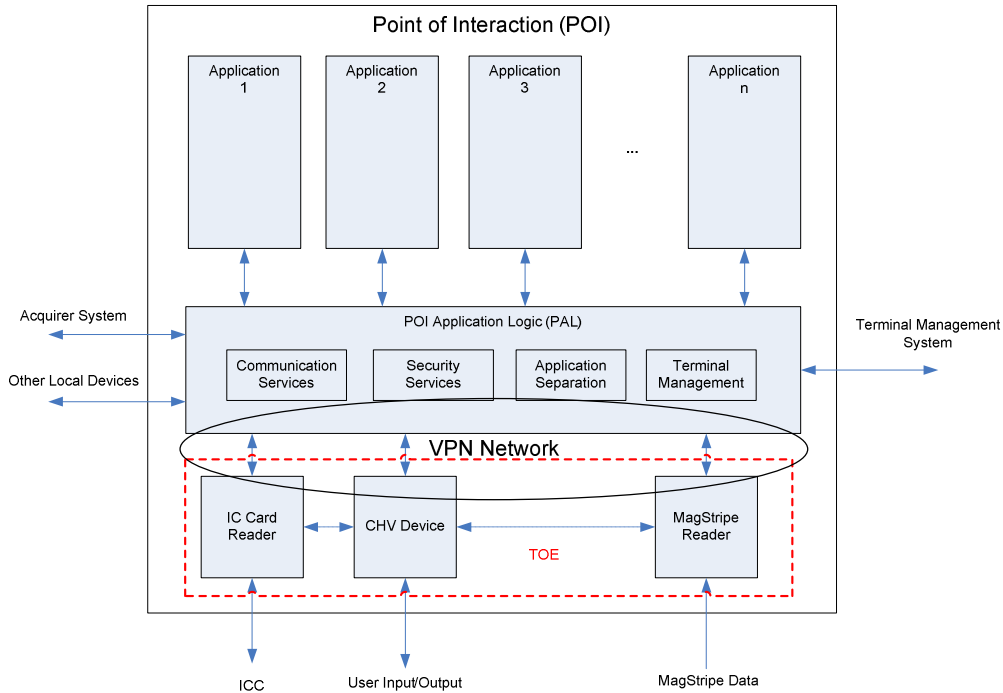 Point of Interaction (POI)
Application
1
Application
2
Application
3
...
Application
n
Acquirer System
Other Local Devices
POI Application Logic (PAL)
Communication
Services
Security
Services
Application
Separation
Terminal
Management
Terminal Management
System
VPN Network
IC Card
Reader
CHV Device
MagStripe
Reader
TOE
ICC
User Input/Output
MagStripe Data